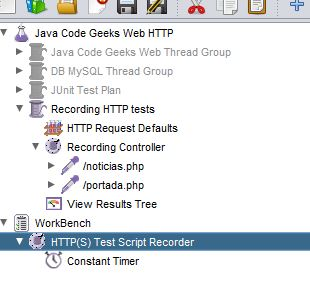 Java Code Geeks Web HTTP
Java Code Geeks Web Thread Group
DB MySQL Thread Group
JUnit Test Plan
Recording HTTP tests
HTTP Request Defaults
Recording Controller
/noticias.php
/portada.php
View Results Tree
WorkBench
HTTP(S) Test Script Recorder
Constant Timer